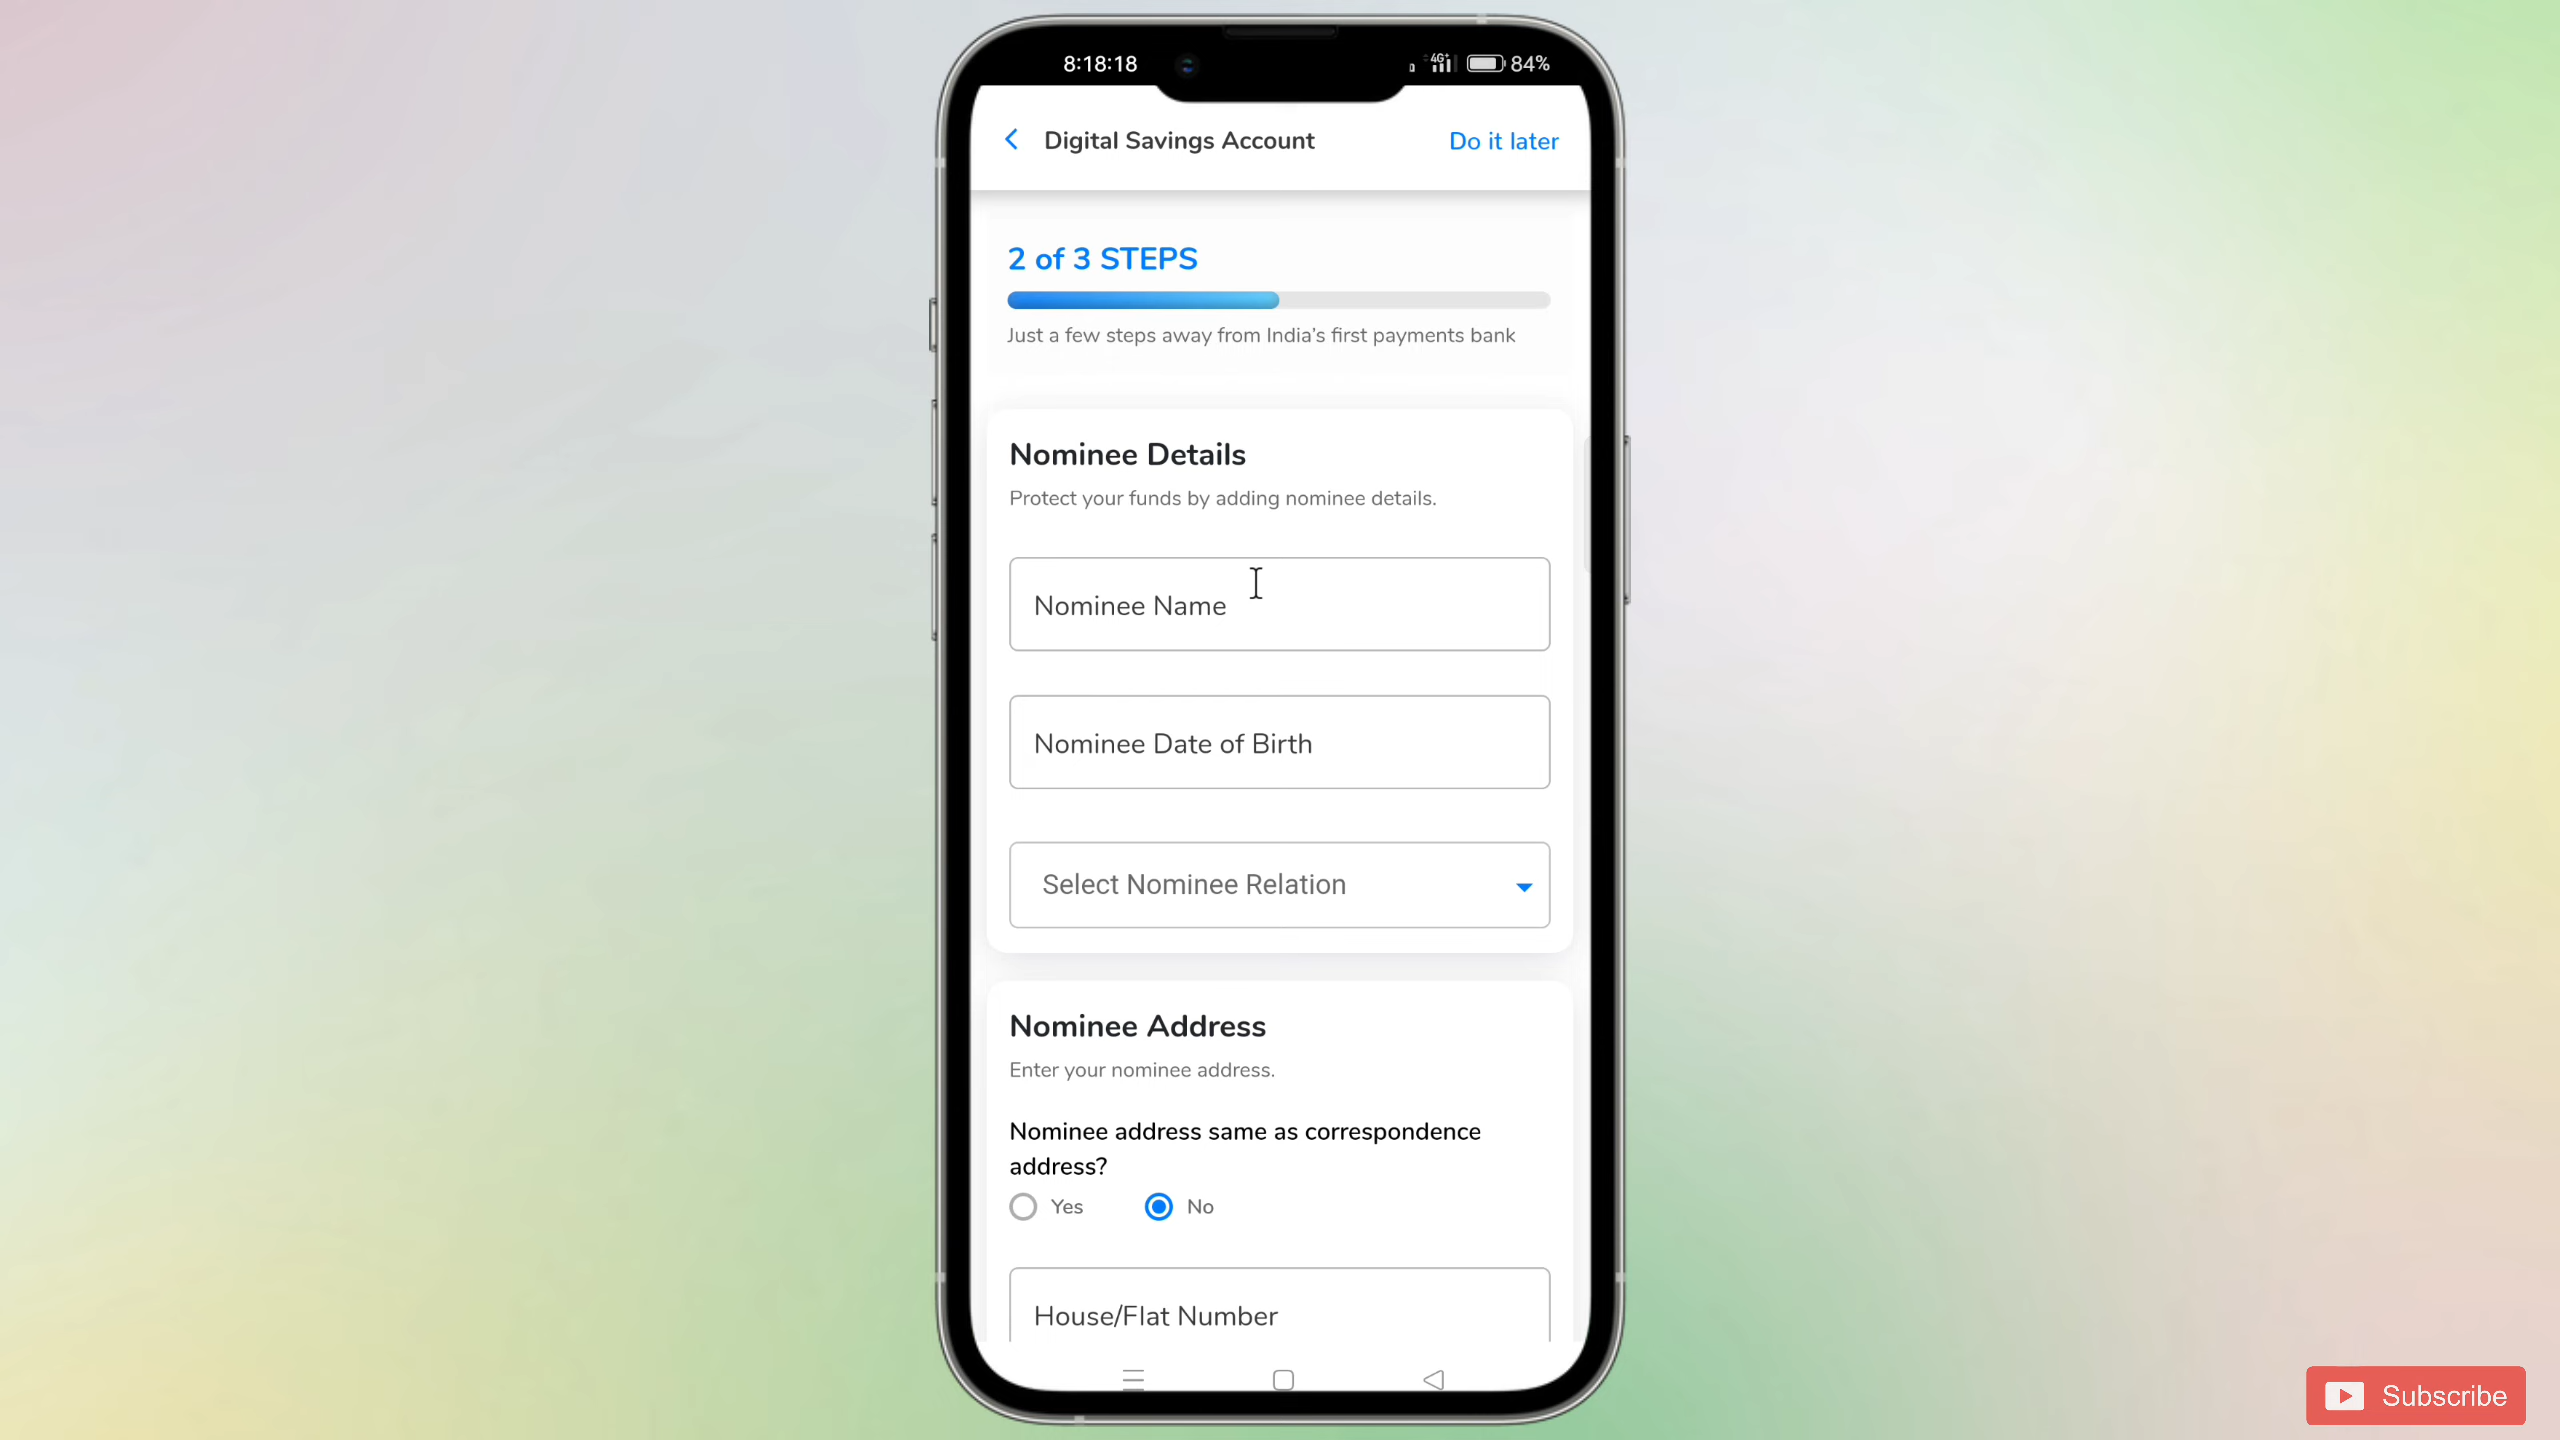 8:18:18 4G+ 84%
Digital Savings Account Do it later
2 of 3 STEPS
Just a few steps away from India's first payments bank
Nominee Details
Protect your funds by adding nominee details.
Nominee Name
Nominee Date of Birth
Select Nominee Relation
Nominee Address
Enter your nominee address.
Nominee address same as correspondence
address?
Yes No
House/Flat Number
Subscribe